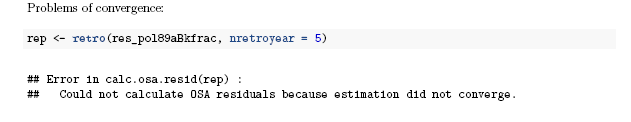 Problems of convergence:
rep <- retro(res_pol89aBkfrac, nretroyear = 5)
## Error in calc.osa.resid(rep) :
##   Could not calculate OSA residuals because estimation did not converge.